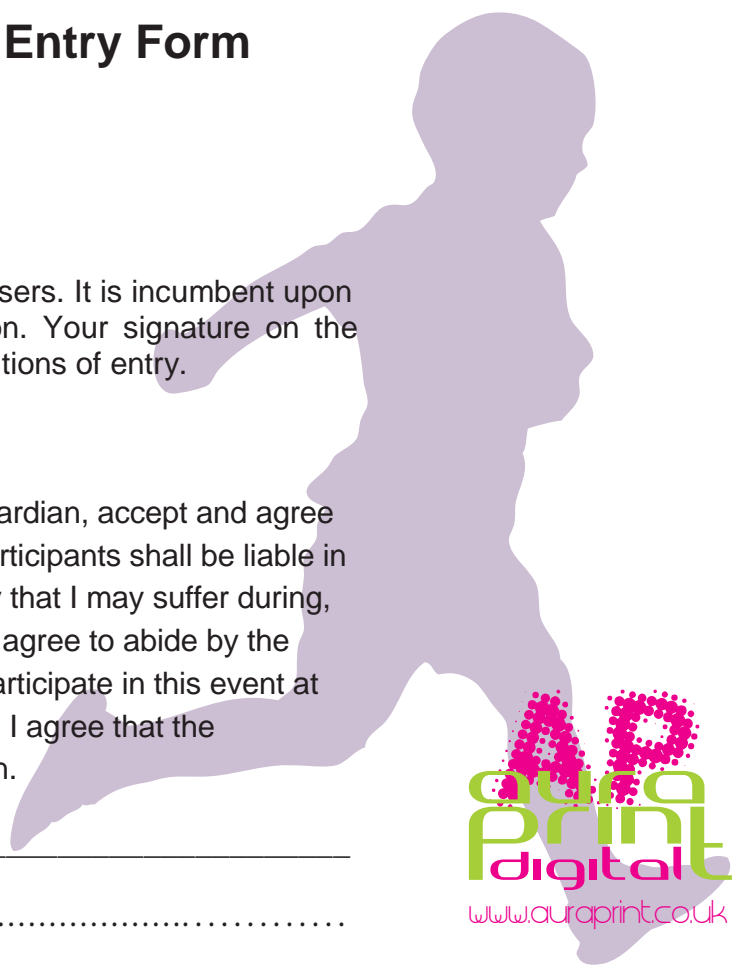 Entry Form
sers. It is incumbent upon
on. Your signature on the
tions of entry.
ardian, accept and agree
rticipants shall be liable in
that I may suffer during,
agree to abide by the
articipate in this event at
I agree that the
n.
AP
aura
print
digital
www.auraprint.co.uk